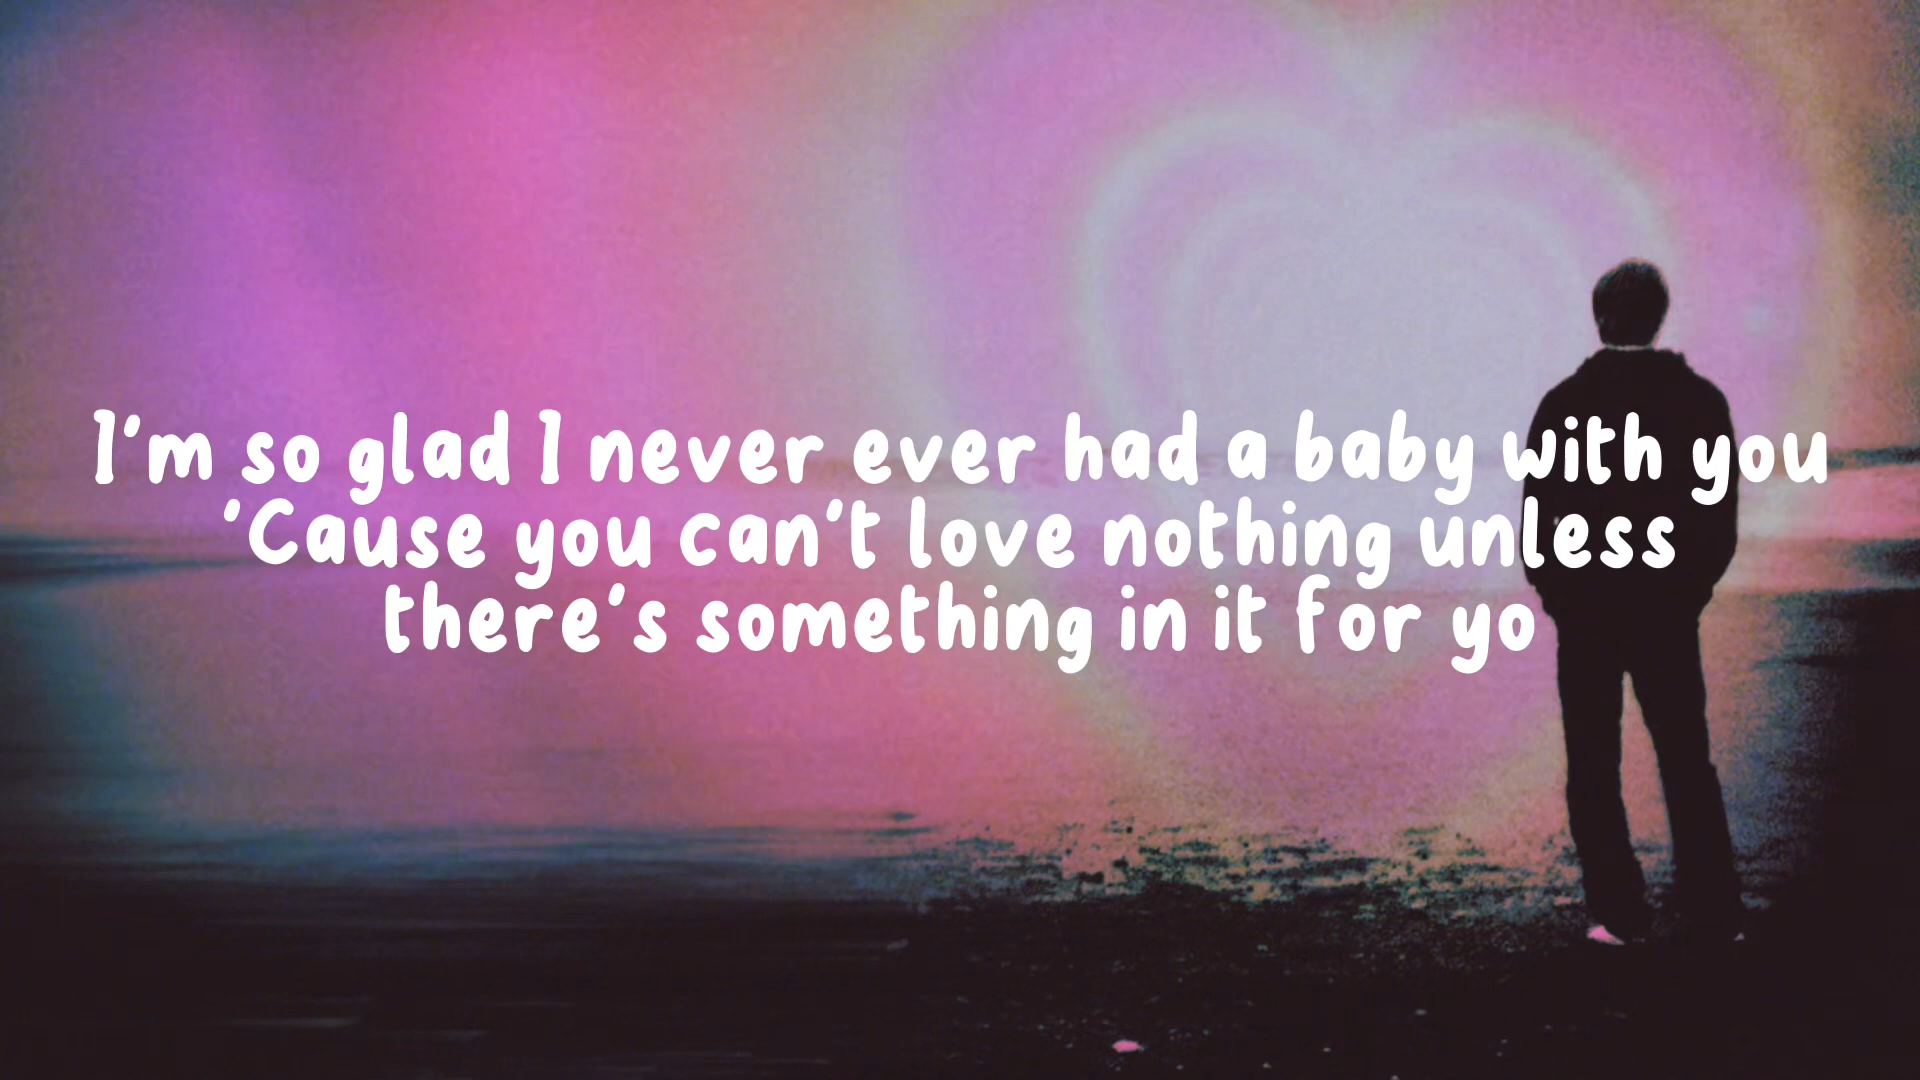 I'm so glad I never ever had a baby with you
'Cause you can't love nothing unless
there's something in it for yo